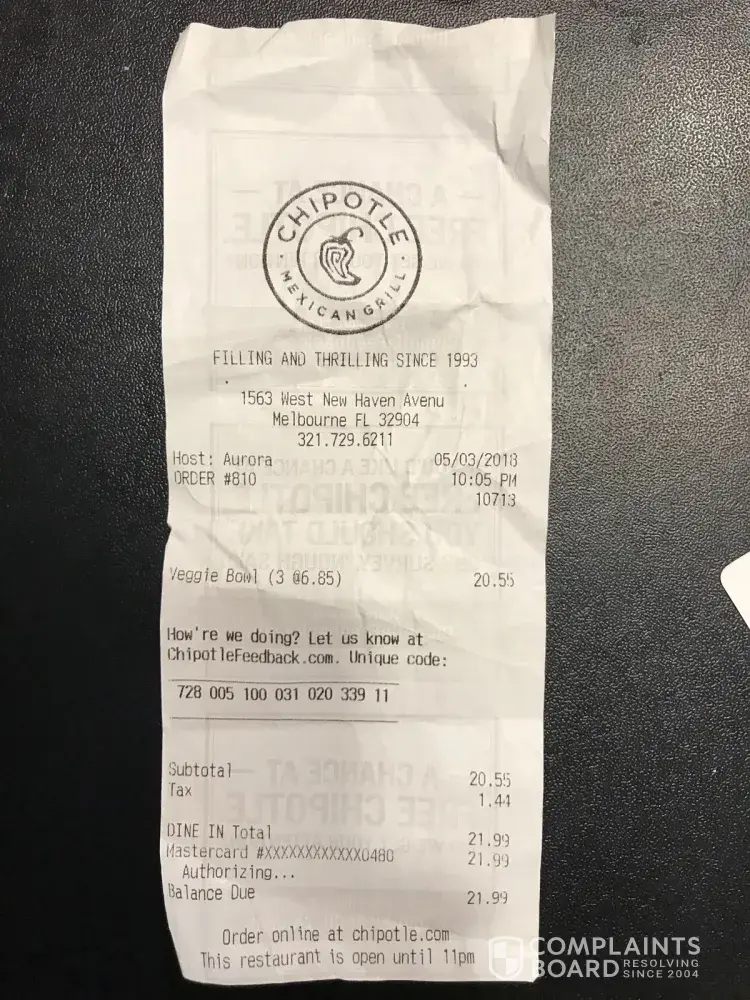 CHIPOTLE
MEXICAN GRILL
FILLING AND THRILLING SINCE 1993
1563 West New Haven Avenu
Melbourne FL 32904
321.729.6211
Host: Aurora 05/03/2018
ORDER #810 10:05 PM
10713
Veggie Bowl (3 @6.85) 20.55
How're we doing? Let us know at
ChipotleFeedback.com. Unique code:
728 005 100 031 020 339 11
Subtotal 20.55
Tax 1.44
DINE IN Total 21.99
Mastercard #XXXXXXXXXXXX0480 21.99
Authorizing...
Balance Due 21.99
Order online at chipotle.com
This restaurant is open until 11pm
COMPLAINTS
BOARD RESOLVING SINCE 2004